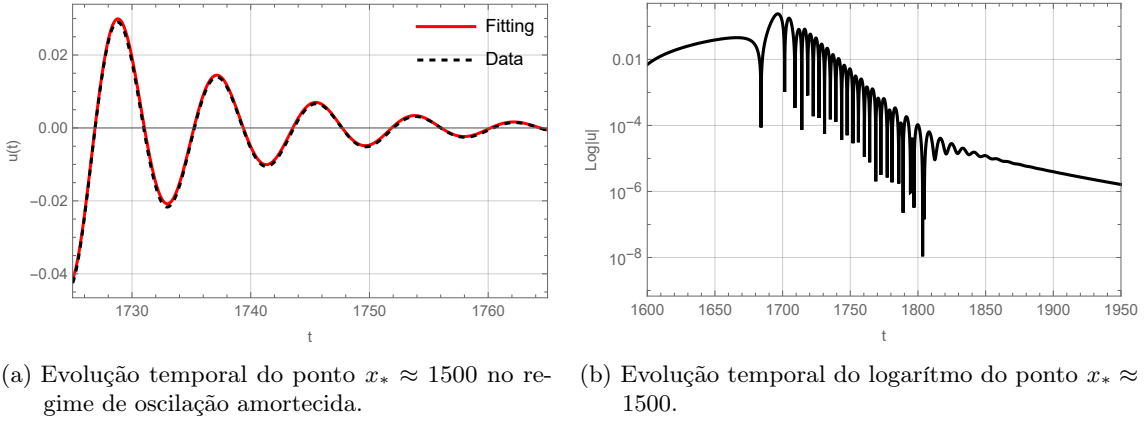 Fitting
Data
0.02
0.00
−0.02
−0.04
u(t)
1730
1740
1750
1760
t
0.01
10−4
10−6
10−8
Log|u|
1600
1650
1700
1750
1800
1850
1900
1950
t
(a) Evolução temporal do ponto x∗ ≈ 1500 no re-
gime de oscilação amortecida.
(b) Evolução temporal do logarítmo do ponto x∗ ≈
1500.